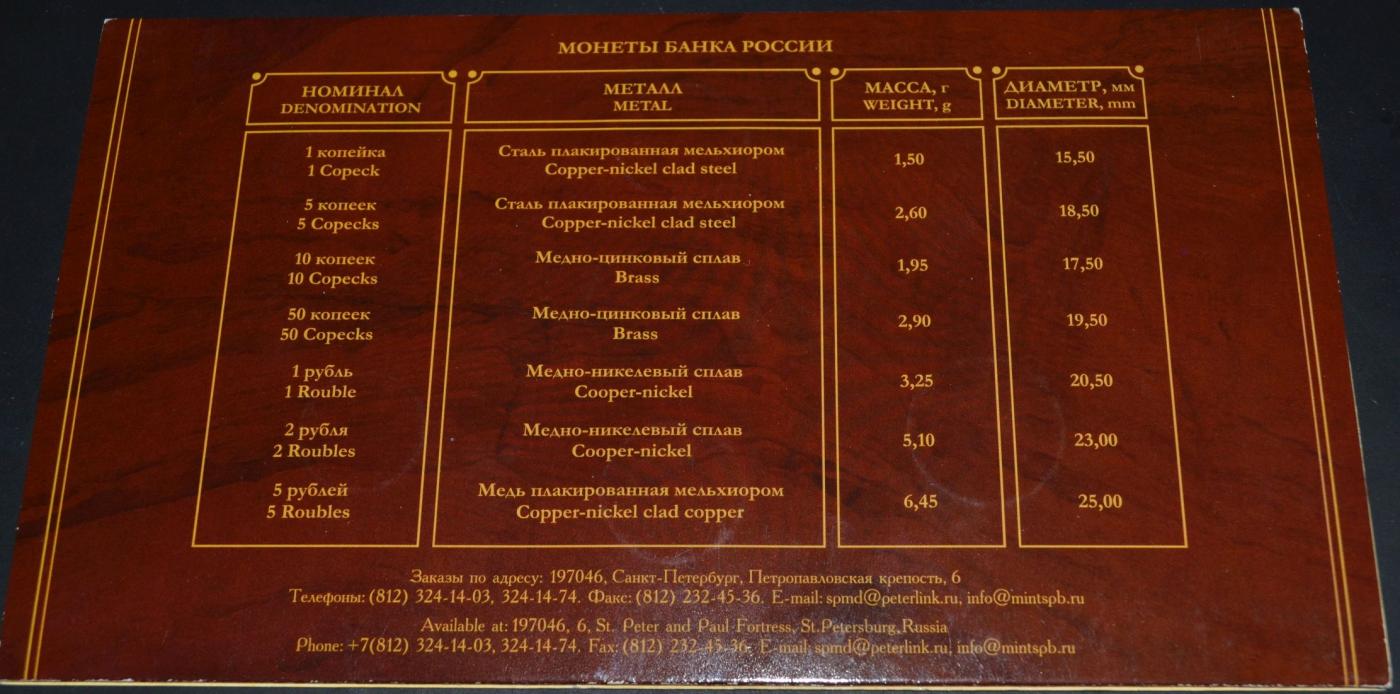 МОНЕТЫ БАНКА РОССИИ
НОМИНАЛ
DENOMINATION
МЕТАЛЛ
METAL
МАССА, г
WEIGHT, g
ДИАМЕТР, мм
DIAMETER, mm
1 копейка
1 Copeck
Сталь плакированная мельхиором
Copper-nickel clad steel
1,50
15,50
5 копеек
5 Copecks
Сталь плакированная мельхиором
Copper-nickel clad steel
2,60
18,50
10 копеек
10 Copecks
Медно-цинковый сплав
Brass
1,95
17,50
50 копеек
50 Copecks
Медно-цинковый сплав
Brass
2,90
19,50
1 рубль
1 Rouble
Медно-никелевый сплав
Cooper-nickel
3,25
20,50
2 рубля
2 Roubles
Медно-никелевый сплав
Cooper-nickel
5,10
23,00
5 рублей
5 Roubles
Медь плакированная мельхиором
Copper-nickel clad copper
6,45
25,00
Заказы по адресу: 197046, Санкт-Петербург, Петропавловская крепость, 6
Телефоны: (812) 324-14-03, 324-14-74. Факс: (812) 232-45-36. E-mail: spmd@peterlink.ru, info@mintspb.ru
Available at: 197046, 6, St. Peter and Paul Fortress, St.Petersburg, Russia
Phone: +7(812) 324-14-03, 324-14-74. Fax: (812) 232-45-36. E-mail: spmd@peterlink.ru, info@mintspb.ru